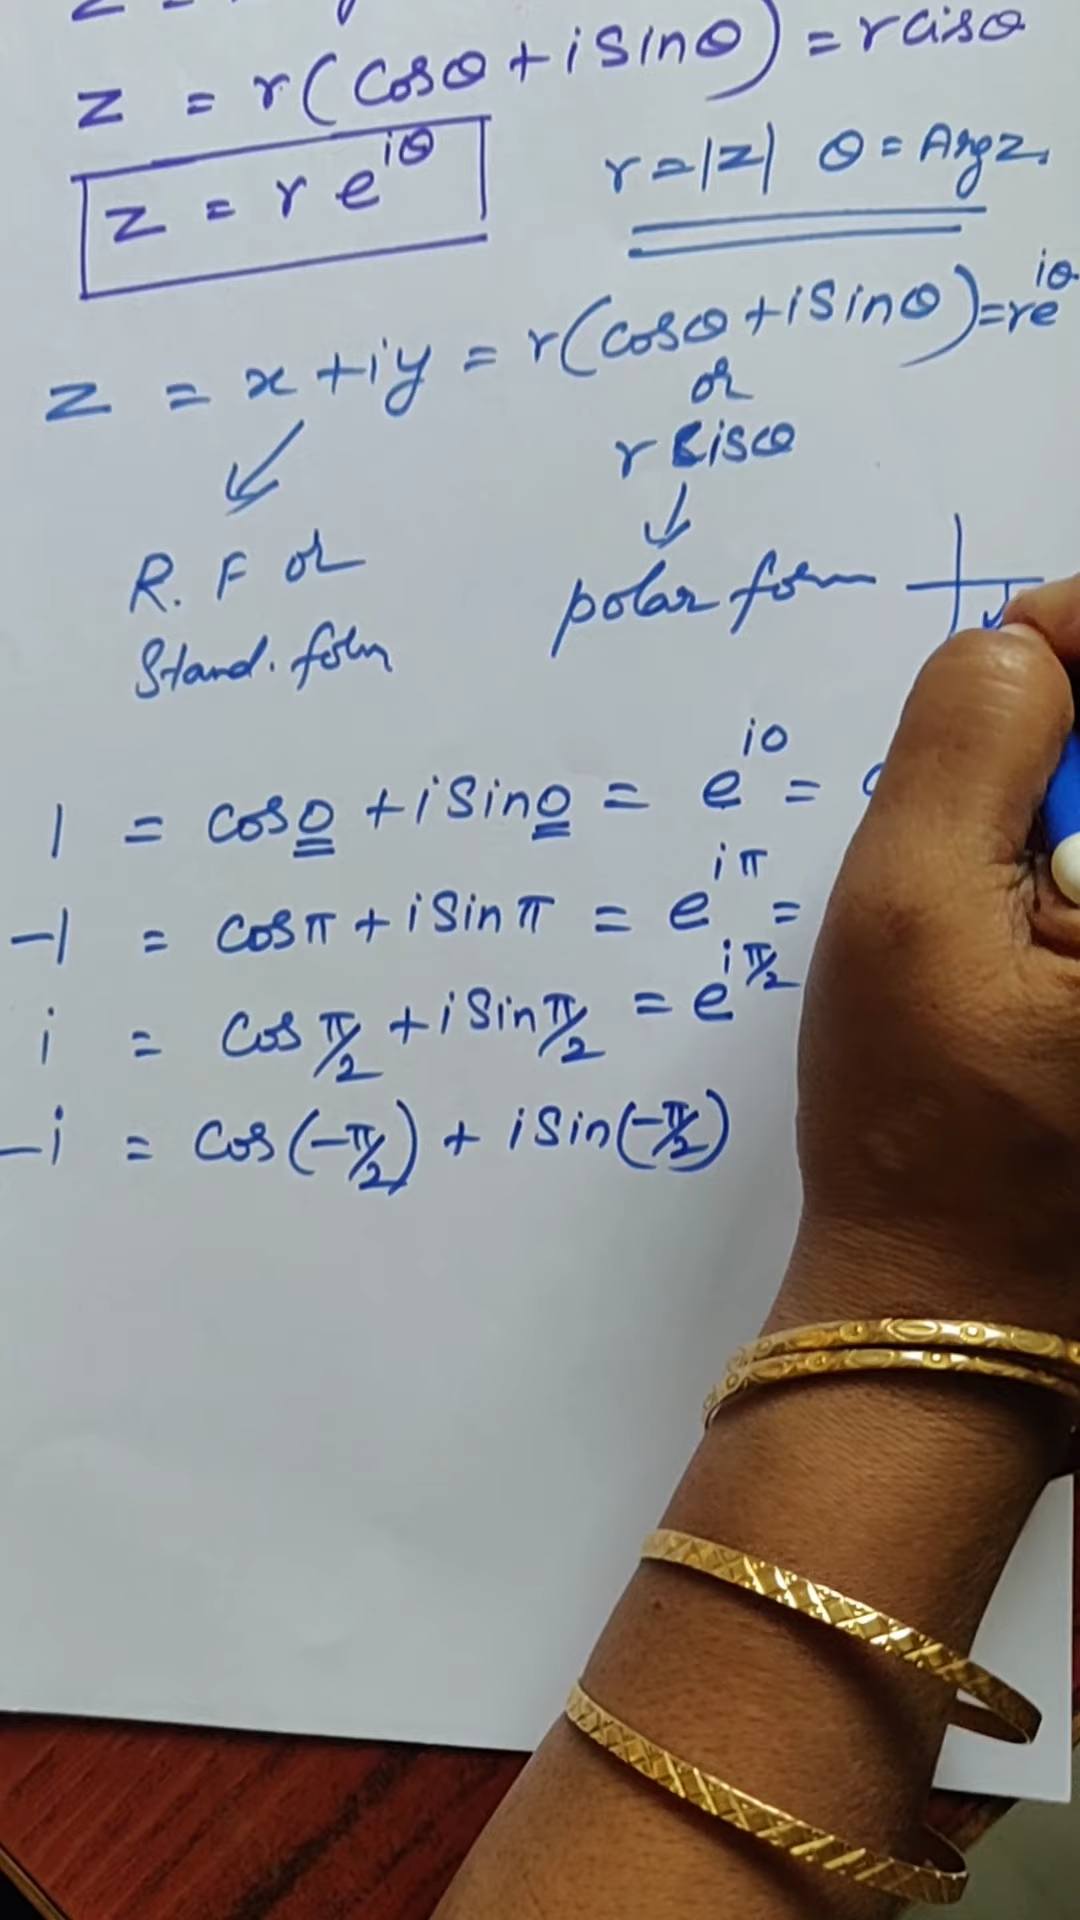 z = r(cosθ + i sinθ) = r cisθ
z = r e^{iθ}
r = |z| θ = Arg z,
z = x + iy = r(cosθ + i sinθ) = re^{iθ}
or
r cisθ
R. F or
Stand. form
polar form
1 = cos0 + i sin0 = e^{i0} =
-1 = cosπ + i sinπ = e^{iπ} =
i = cos π/2 + i sin π/2 = e^{iπ/2}
-i = cos(-π/2) + i sin(-π/2)